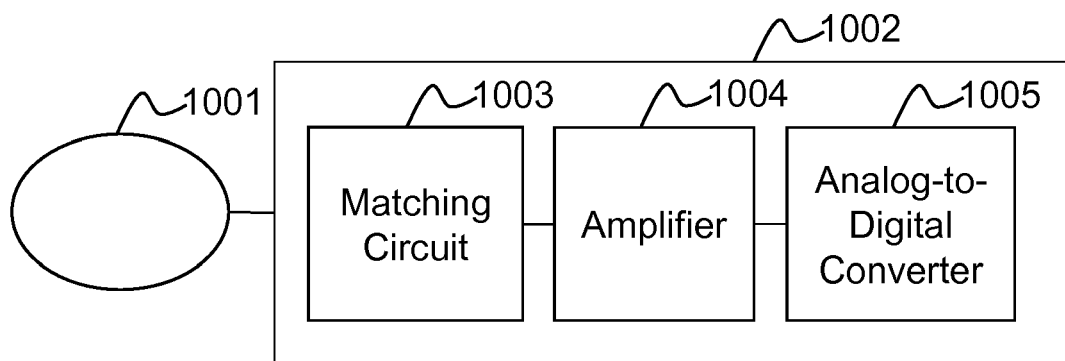 1002
1001
1003
1004
1005
Matching
Circuit
Amplifier
Analog-to-
Digital
Converter